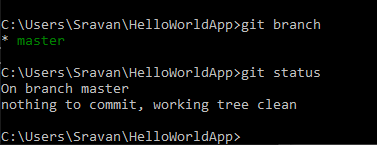 C:\Users\Sravan\HelloWorldApp>git branch
* master
C:\Users\Sravan\HelloWorldApp>git status
On branch master
nothing to commit, working tree clean
C:\Users\Sravan\HelloWorldApp>